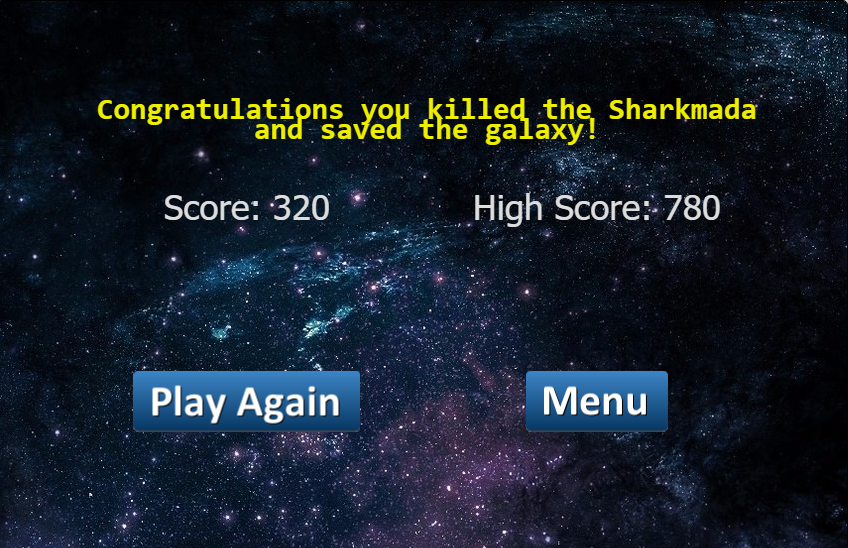 Congratulations you killed the Sharkmada
and saved the galaxy!
Score: 320 High Score: 780
Play Again Menu